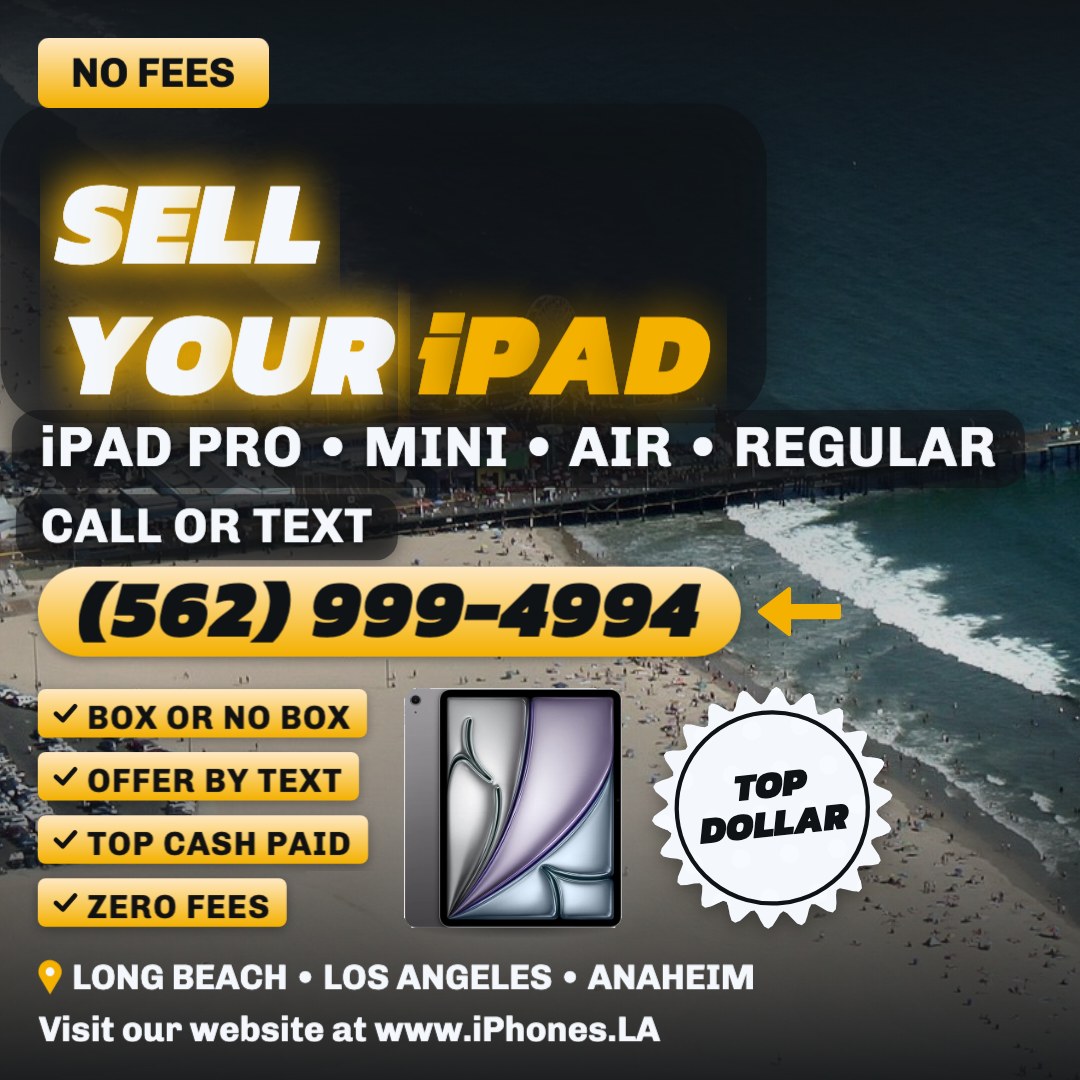 NO FEES
SELL
YOUR iPAD
iPAD PRO • MINI • AIR • REGULAR
CALL OR TEXT
(562) 999-4994
BOX OR NO BOX
OFFER BY TEXT
TOP CASH PAID
ZERO FEES
TOP
DOLLAR
LONG BEACH • LOS ANGELES • ANAHEIM
Visit our website at www.iPhones.LA